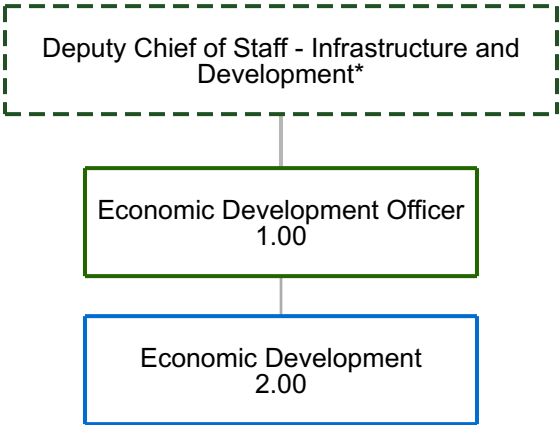 Deputy Chief of Staff - Infrastructure and
Development*
Economic Development Officer
1.00
Economic Development
2.00